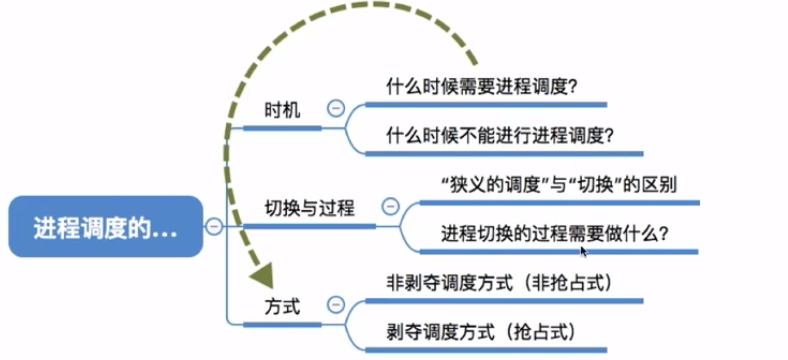 什么时候需要进程调度?
时机
什么时候不能进行进程调度?
“狭义的调度”与“切换”的区别
切换与过程
进程调度的...
进程切换的过程需要做什么?
非剥夺调度方式（非抢占式）
方式
剥夺调度方式（抢占式）